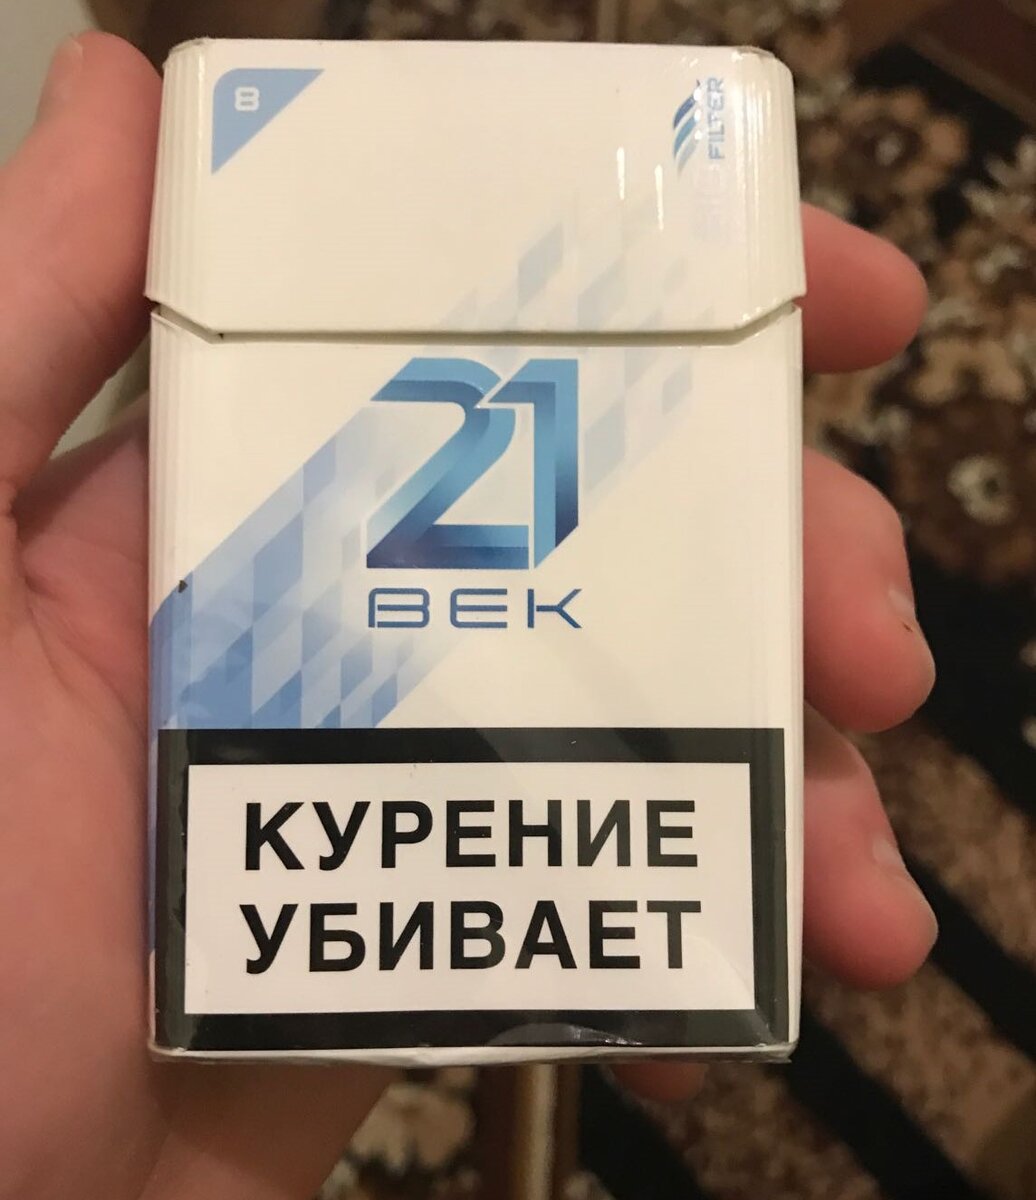 8
FILTER
21
ВЕК
КУРЕНИЕ
УБИВАЕТ